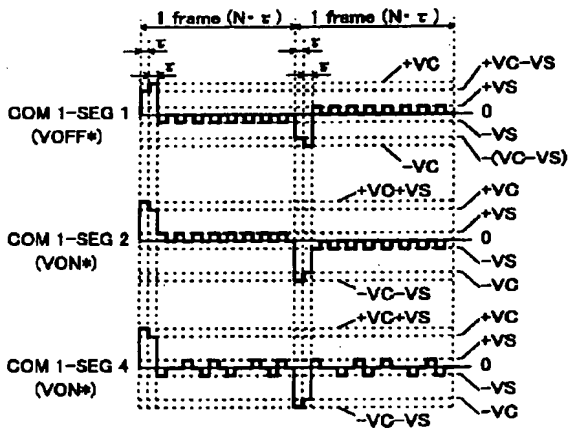 1 frame (N・τ) 1 frame (N・τ)
τ τ
τ τ
+VC +VC-VS
+VS
COM 1-SEG 1 0
(VOFF*) -VS
-VC -(VC-VS)
+VC+VS +VC
+VS
COM 1-SEG 2 0
(VON*) -VS
-VC-VS -VC
+VC+VS +VC
+VS
COM 1-SEG 4 0
(VON*) -VS
-VC-VS -VC